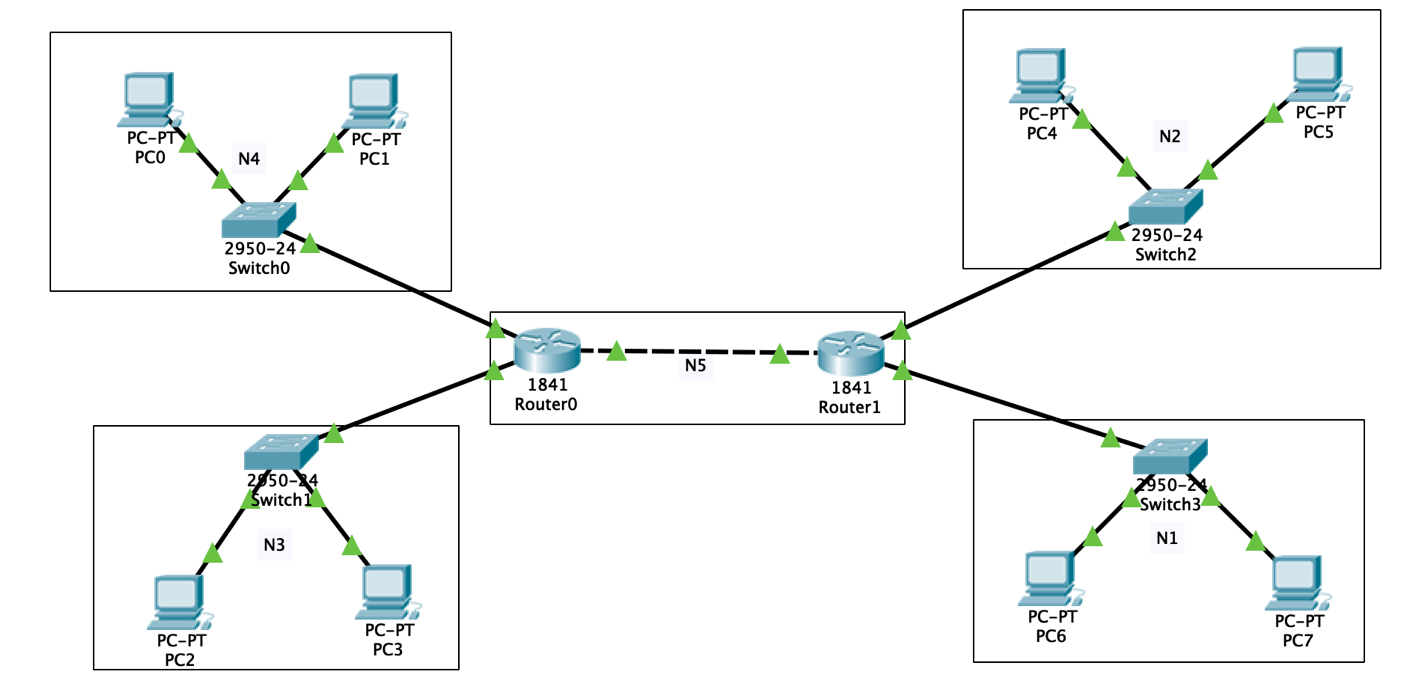 PC-PT
PC0
PC-PT
PC1
N4
2950-24
Switch0
PC-PT
PC4
PC-PT
PC5
N2
2950-24
Switch2
1841
Router0
N5
1841
Router1
2950-24
Switch1
N3
PC-PT
PC2
PC-PT
PC3
2950-24
Switch3
N1
PC-PT
PC6
PC-PT
PC7